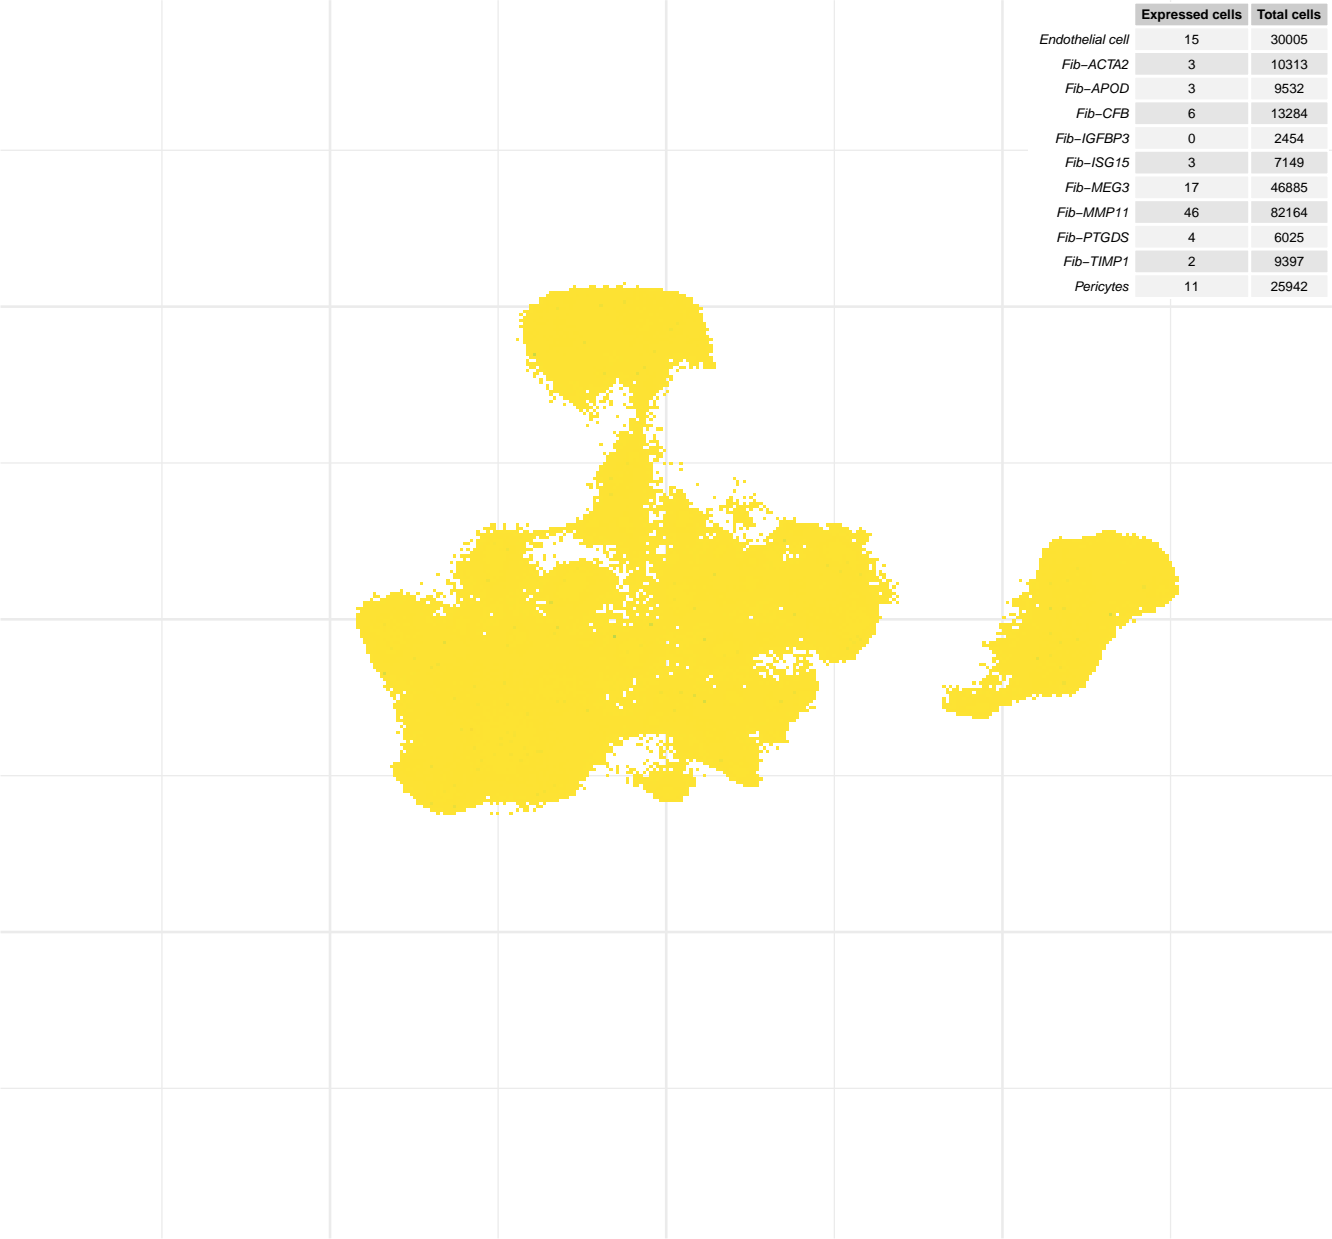 Expressed cells Total cells
Endothelial cell 15 30005
Fib−ACTA2 3 10313
Fib−APOD 3 9532
Fib−CFB 6 13284
Fib−IGFBP3 0 2454
Fib−ISG15 3 7149
Fib−MEG3 17 46885
Fib−MMP11 46 82164
Fib−PTGDS 4 6025
Fib−TIMP1 2 9397
Pericytes 11 25942